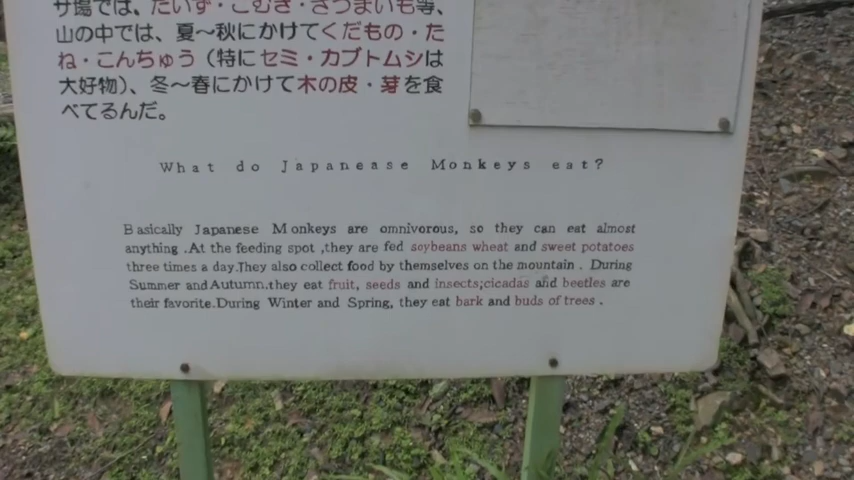 サ場では、だいず・こむぎ・さつまいも等、
山の中では、夏～秋にかけてくだもの・た
ね・こんちゅう（特にセミ・カブトムシは
大好物）、冬～春にかけて木の皮・芽を食
べてるんだ。
What do Japanease Monkeys eat?
Basically Japanese Monkeys are omnivorous, so they can eat almost
anything .At the feeding spot ,they are fed soybeans wheat and sweet potatoes
three times a day.They also collect food by themselves on the mountain . During
Summer and Autumn.they eat fruit, seeds and insects;cicadas and beetles are
their favorite.During Winter and Spring, they eat bark and buds of trees .